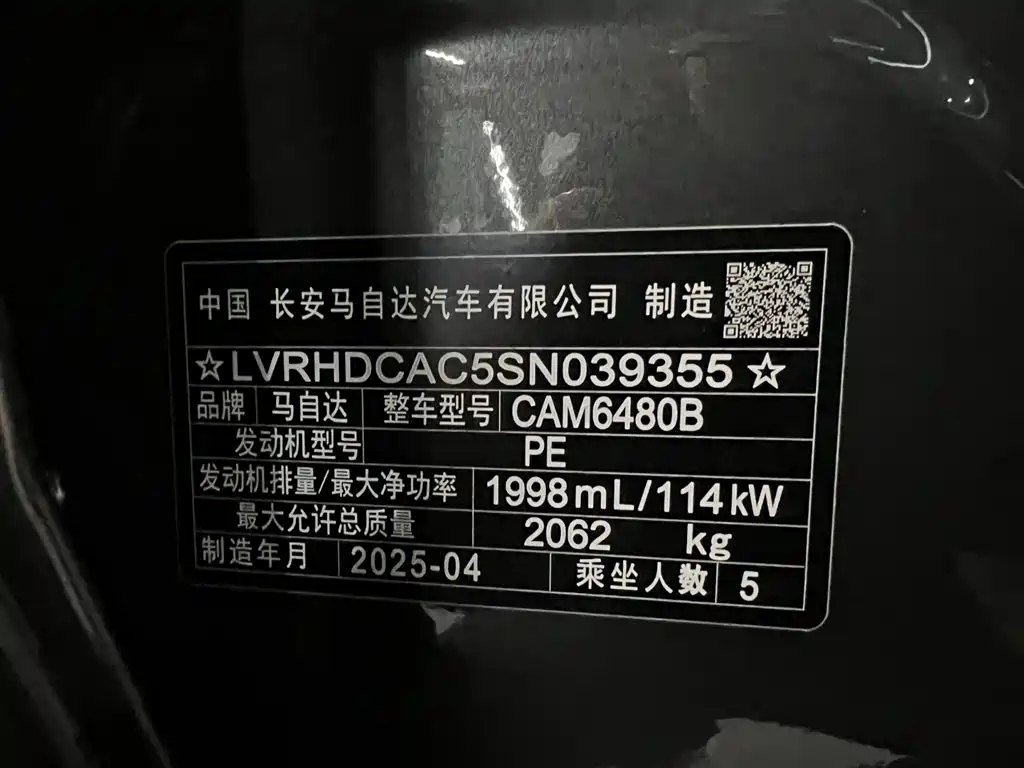 中国 长安马自达汽车有限公司 制造
☆LVRHDCAC5SN039355☆
品牌 马自达 整车型号 CAM6480B
发动机型号 PE
发动机排量/最大净功率 1998mL/114kW
最大允许总质量 2062 kg
制造年月 2025-04 乘坐人数 5